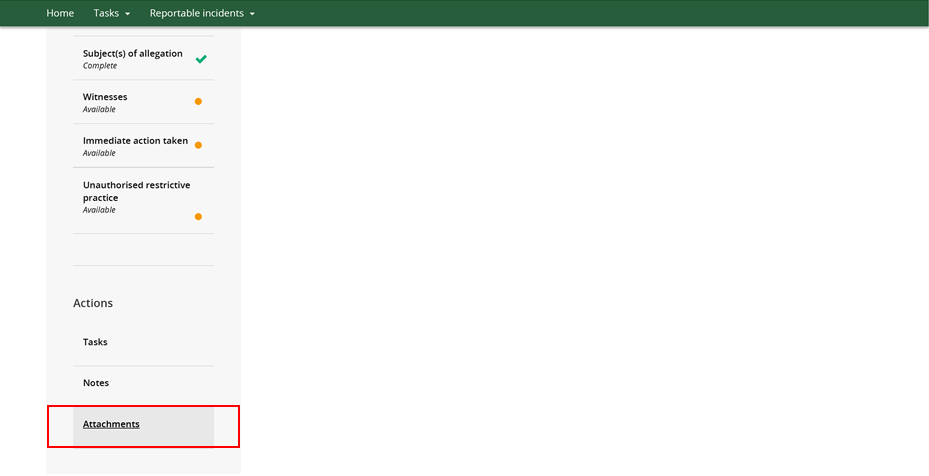 Home Tasks Reportable incidents
Subject(s) of allegation
Complete
Witnesses
Available
Immediate action taken
Available
Unauthorised restrictive
practice
Available
Actions
Tasks
Notes
Attachments